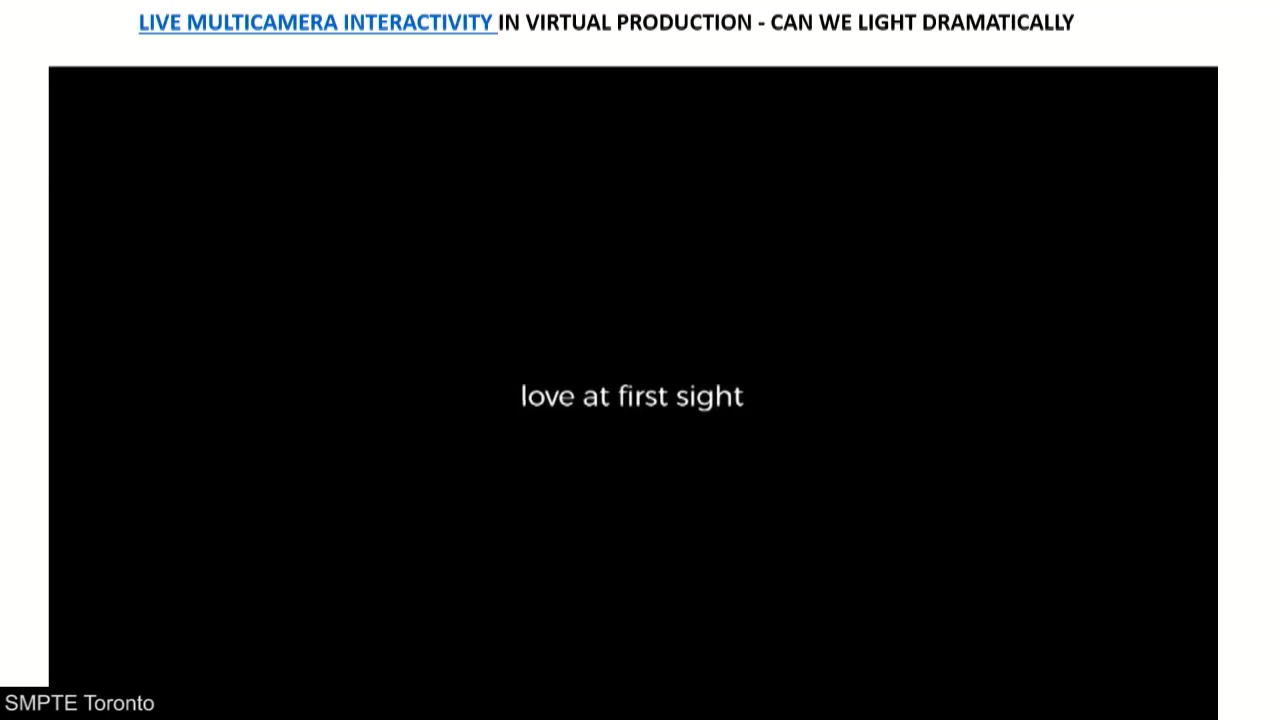 LIVE MULTICAMERA INTERACTIVITY IN VIRTUAL PRODUCTION - CAN WE LIGHT DRAMATICALLY
love at first sight
SMPTE Toronto